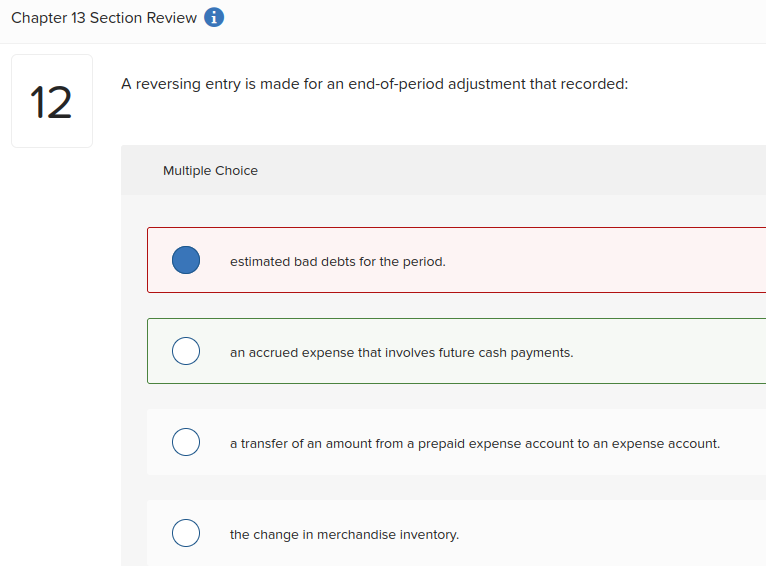 Chapter 13 Section Review i
12
A reversing entry is made for an end-of-period adjustment that recorded:
Multiple Choice
estimated bad debts for the period.
an accrued expense that involves future cash payments.
a transfer of an amount from a prepaid expense account to an expense account.
the change in merchandise inventory.